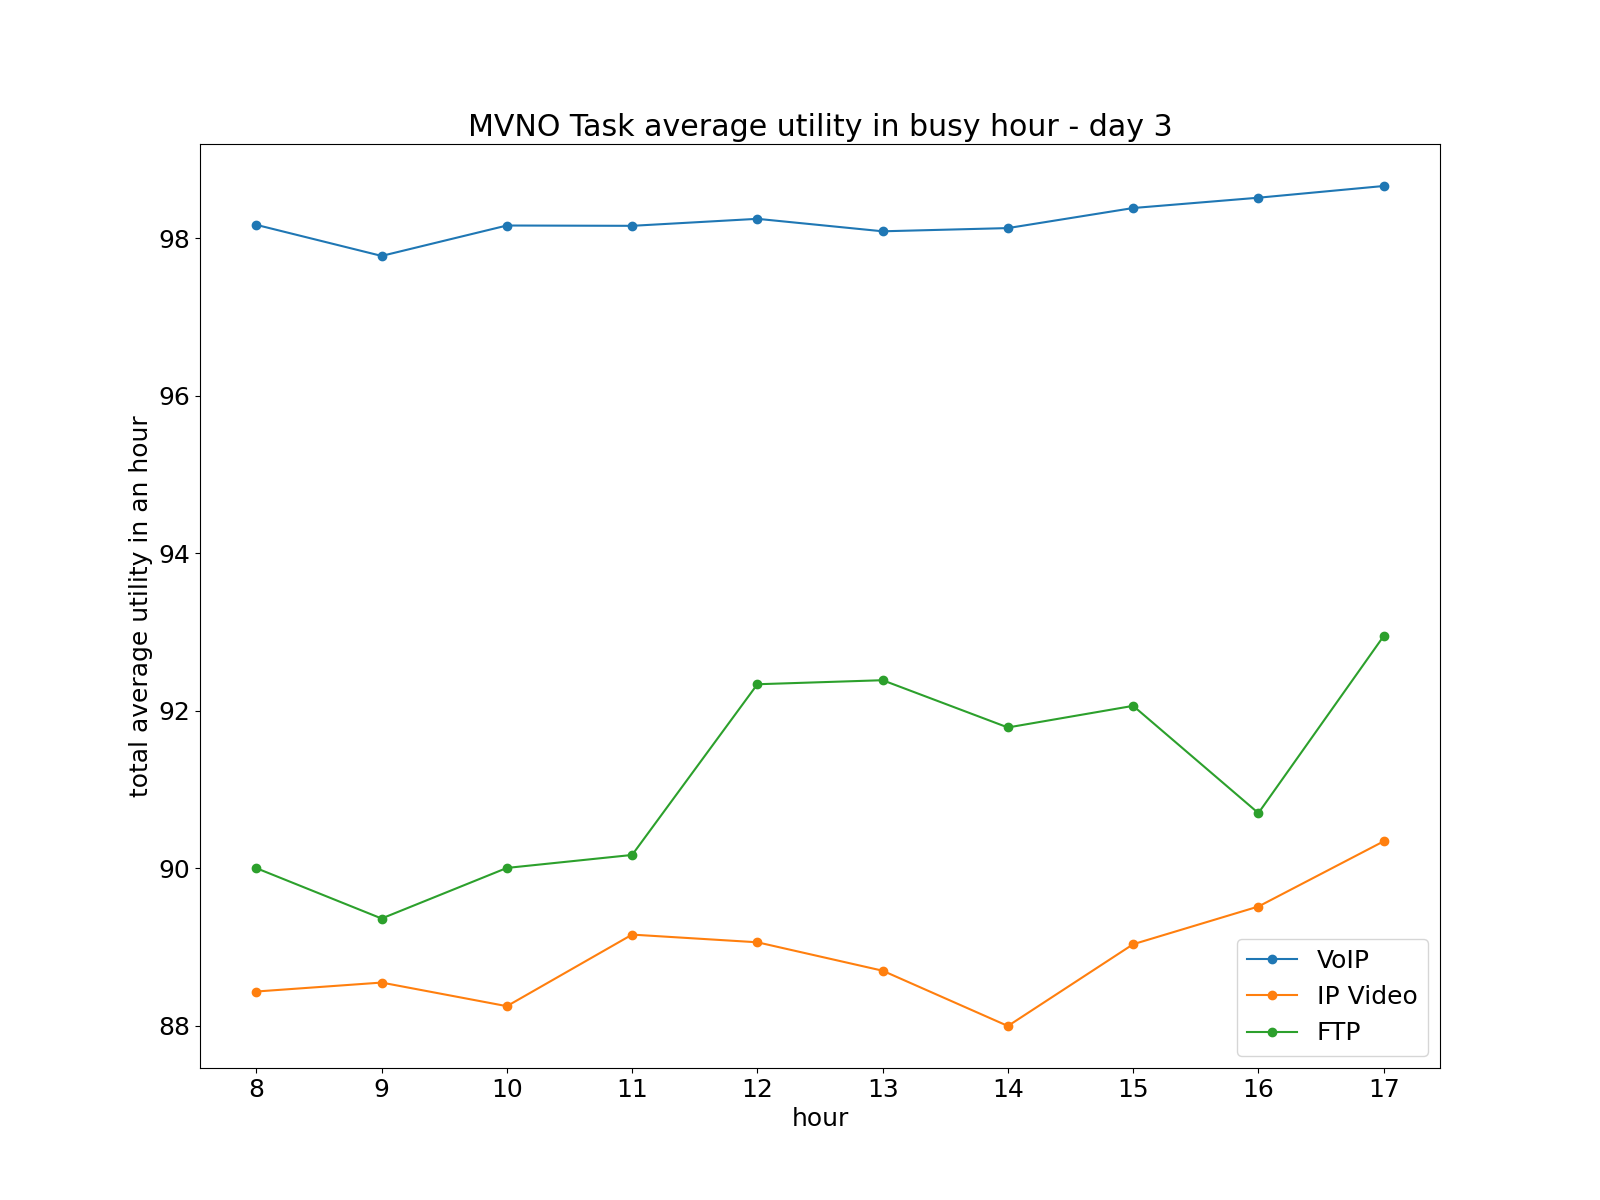 MVNO Task average utility in busy hour - day 3
total average utility in an hour
98
96
94
92
90
88
8 9 10 11 12 13 14 15 16 17
hour
VoIP
IP Video
FTP